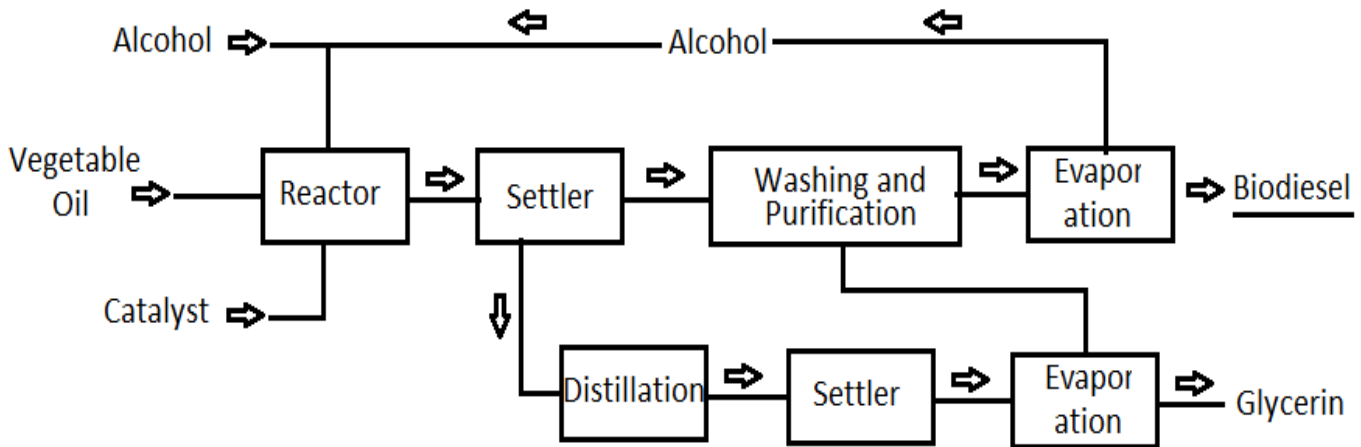 Alcohol
Alcohol
Vegetable
Oil
Reactor
Settler
Washing and
Purification
Evapor
ation
Biodiesel
Catalyst
Distillation
Settler
Evapor
ation
Glycerin